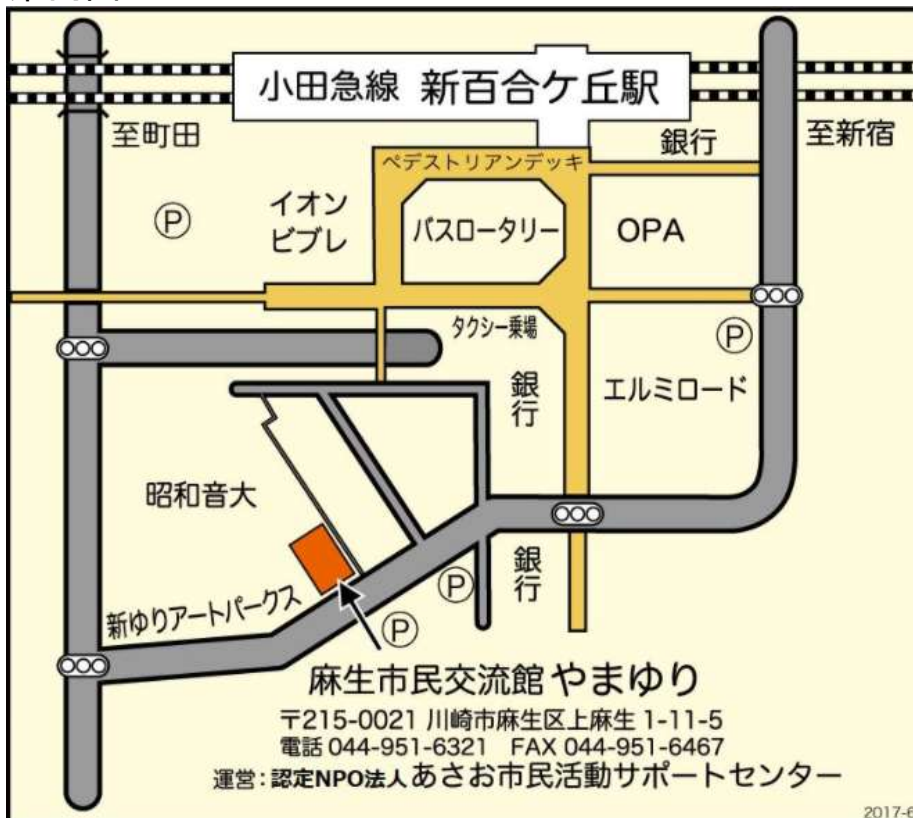 小田急線 新百合ケ丘駅
至町田
至新宿
銀行
ペデストリアンデッキ
イオン
ビブレ
バスロータリー
OPA
Ⓟ
タクシー乗場
Ⓟ
銀行
エルミロード
昭和音大
銀行
Ⓟ
新ゆりアートパークス
Ⓟ
麻生市民交流館 やまゆり
〒215-0021 川崎市麻生区上麻生 1-11-5
電話 044-951-6321 FAX 044-951-6467
運営：認定NPO法人 あさお市民活動サポートセンター
2017-6